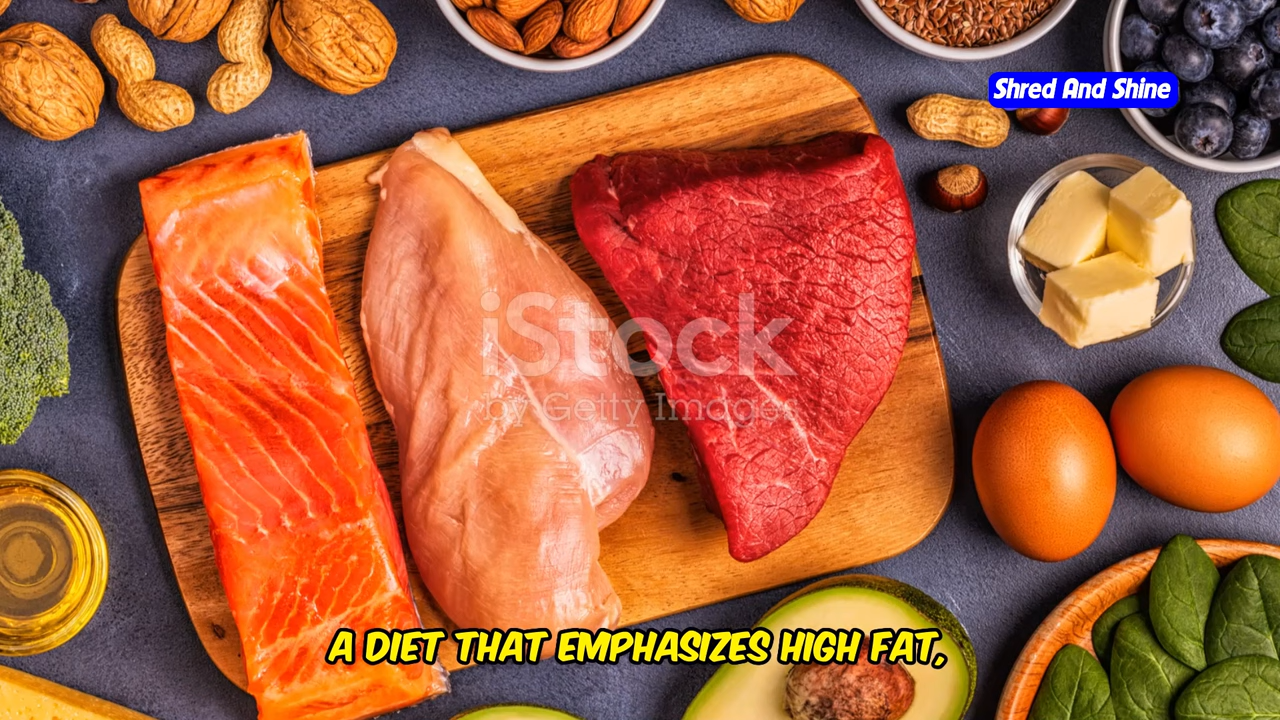 Shred And Shine
iStock
by Getty Images
A DIET THAT EMPHASIZES HIGH FAT,